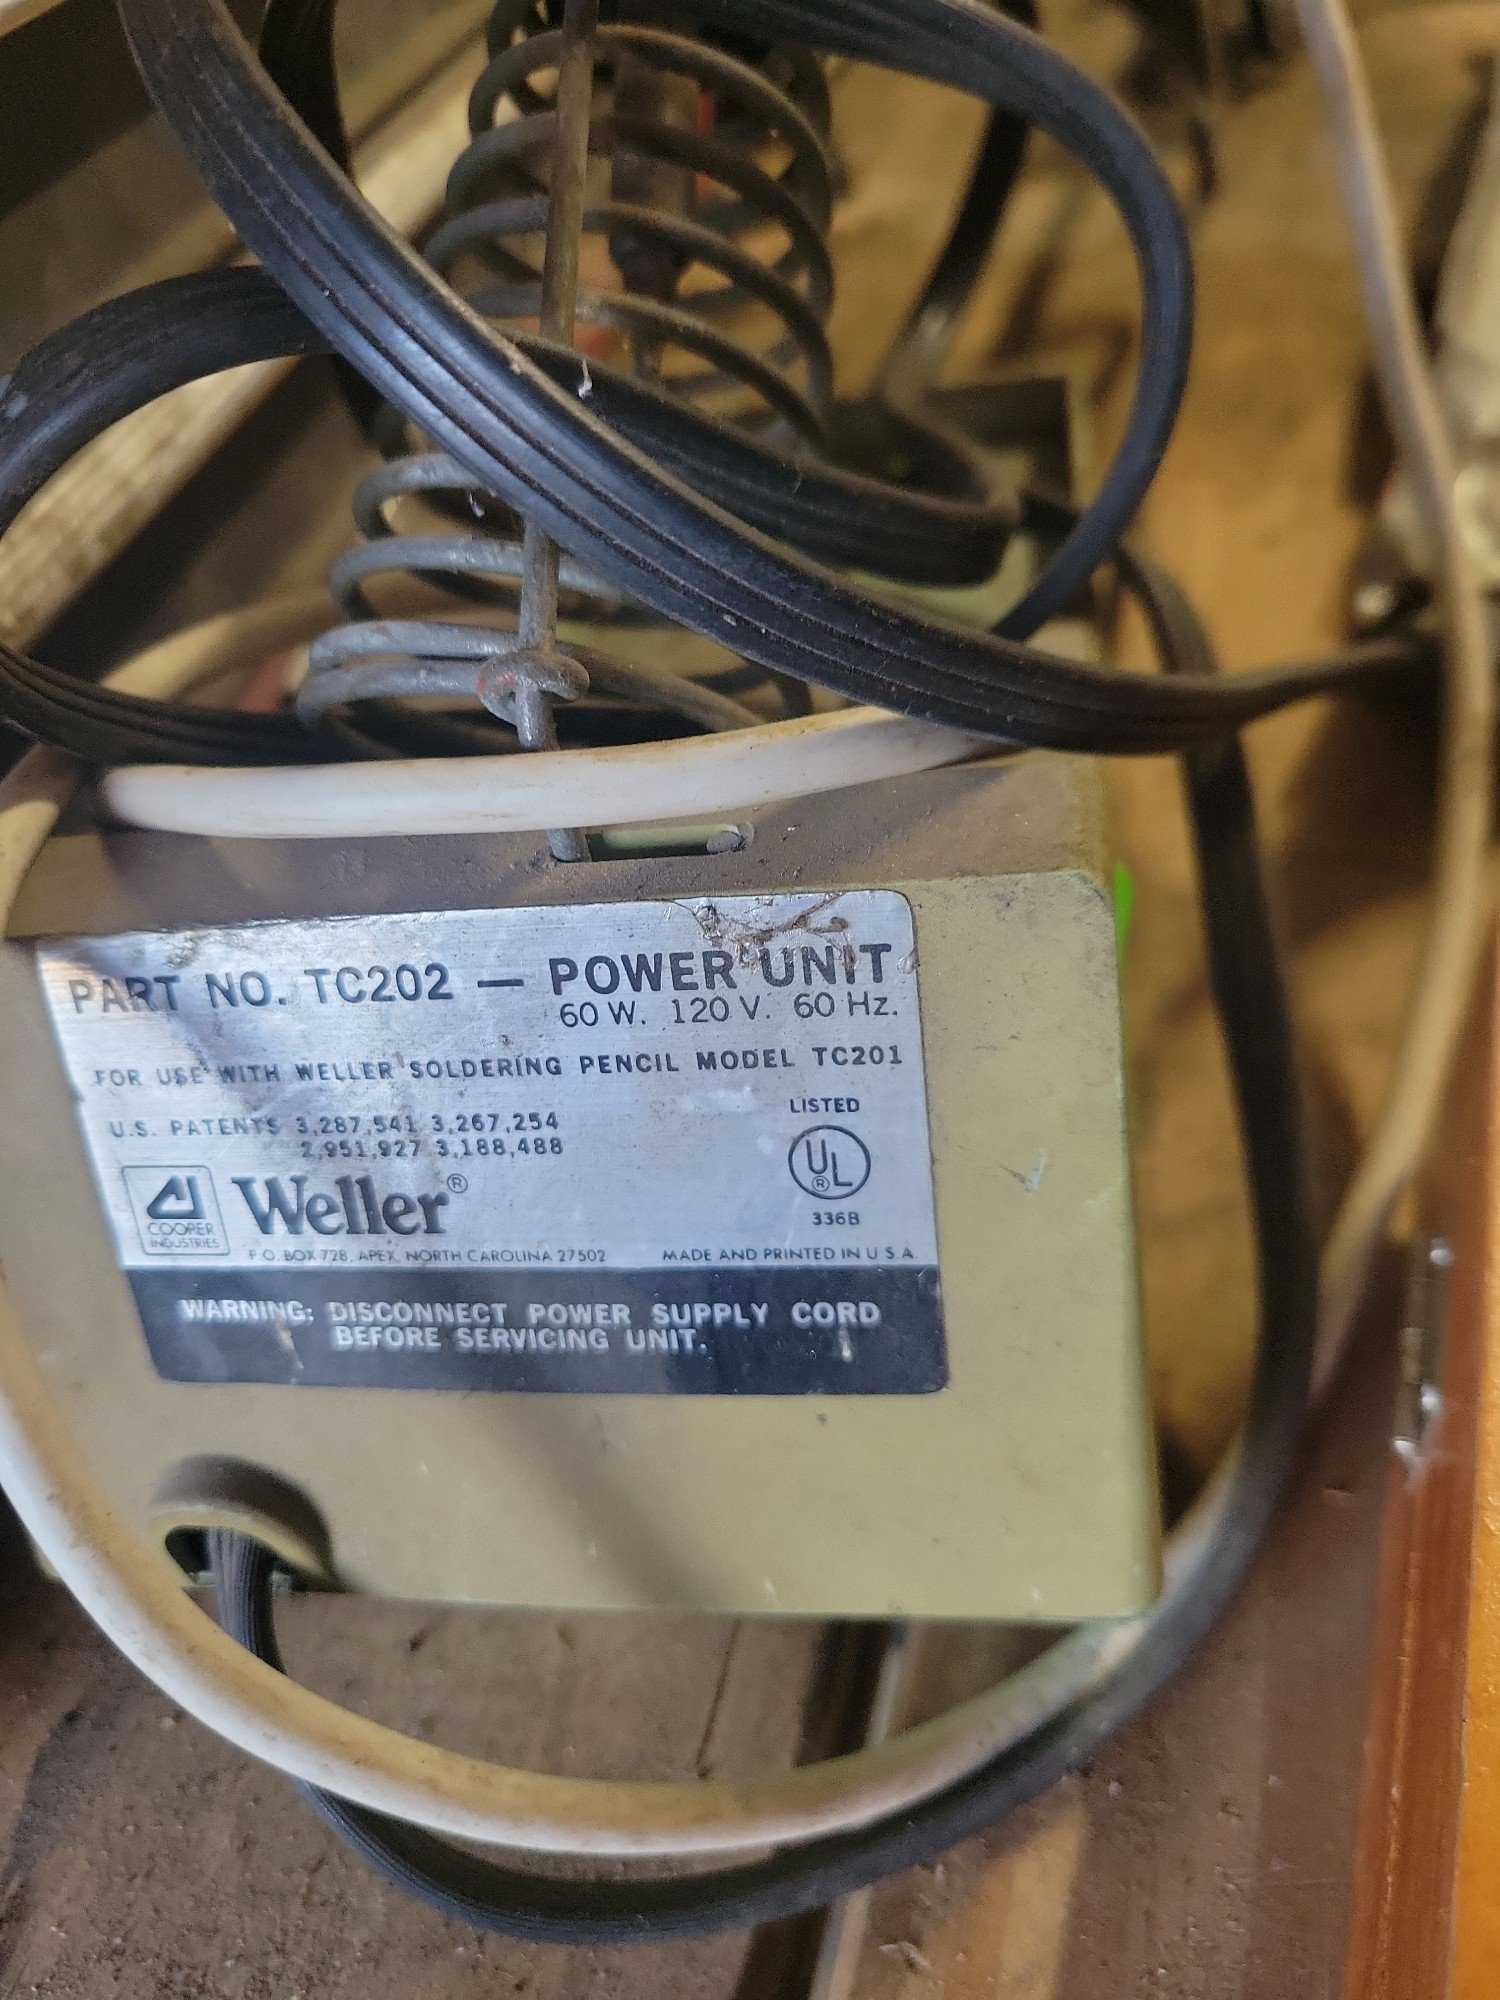 PART NO. TC202 — POWER UNIT
60 W. 120 V. 60 Hz.
FOR USE WITH WELLER SOLDERING PENCIL MODEL TC201
U.S. PATENTS 3,287,541 3,267,254
2,951,927 3,188,488
LISTED
UL ®
336B
CI
COOPER
INDUSTRIES
Weller®
P.O. BOX 728, APEX, NORTH CAROLINA 27502
MADE AND PRINTED IN U S A
WARNING: DISCONNECT POWER SUPPLY CORD
BEFORE SERVICING UNIT.